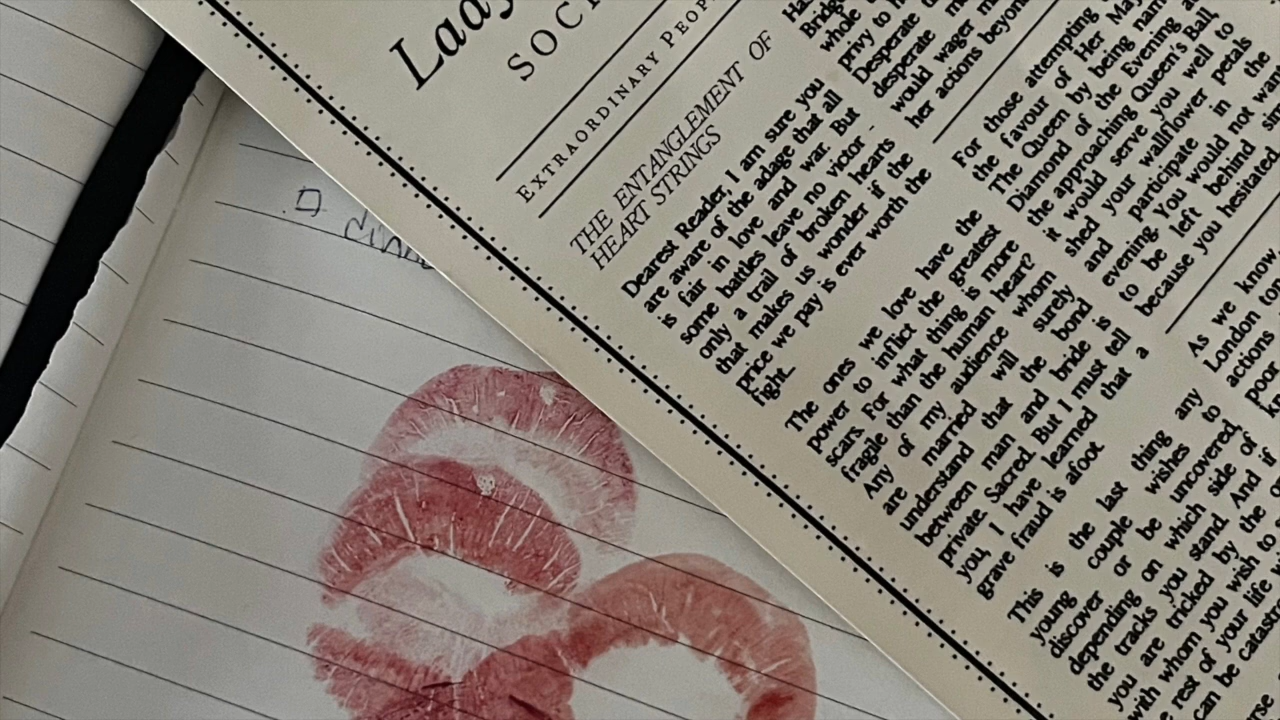 Lady
SOCI
EXTRAORDINARY PEOP
THE ENTANGLEMENT OF
HEART STRINGS
Dearest Reader, I am sure you
are aware of the adage that all
is fair in love and war. But
some battles leave no victor -
only a trail of broken hearts
that makes us wonder if the
price we pay is ever worth the
fight...
The ones we love have the
power to inflict the greatest
scars. For what thing is more
fragile than the human heart?
Any of my audience whom
are married will surely
understand that the bond
between man and bride is
private. Sacred. But I must tell
you, I have learned that a
grave fraud is afoot
This is the last thing any
young couple wishes to
discover or be uncovered,
depending on which side of
the tracks you stand. And if
you are tricked by the
with whom you wish to
rest of your life
can be catastr
Bridg
whole
privy to
Desperate
desperate
would wager
her actions beyon
For those attempting
the favour of Her Maj
The Queen by being nam
Diamond of the Evening a
the approaching Queen's Ball,
it would serve you well to
shed your wallflower petals
and participate in the
evening. You would not wan
to be left behind sim
because you hesitated
As we know,
London
actions
poor